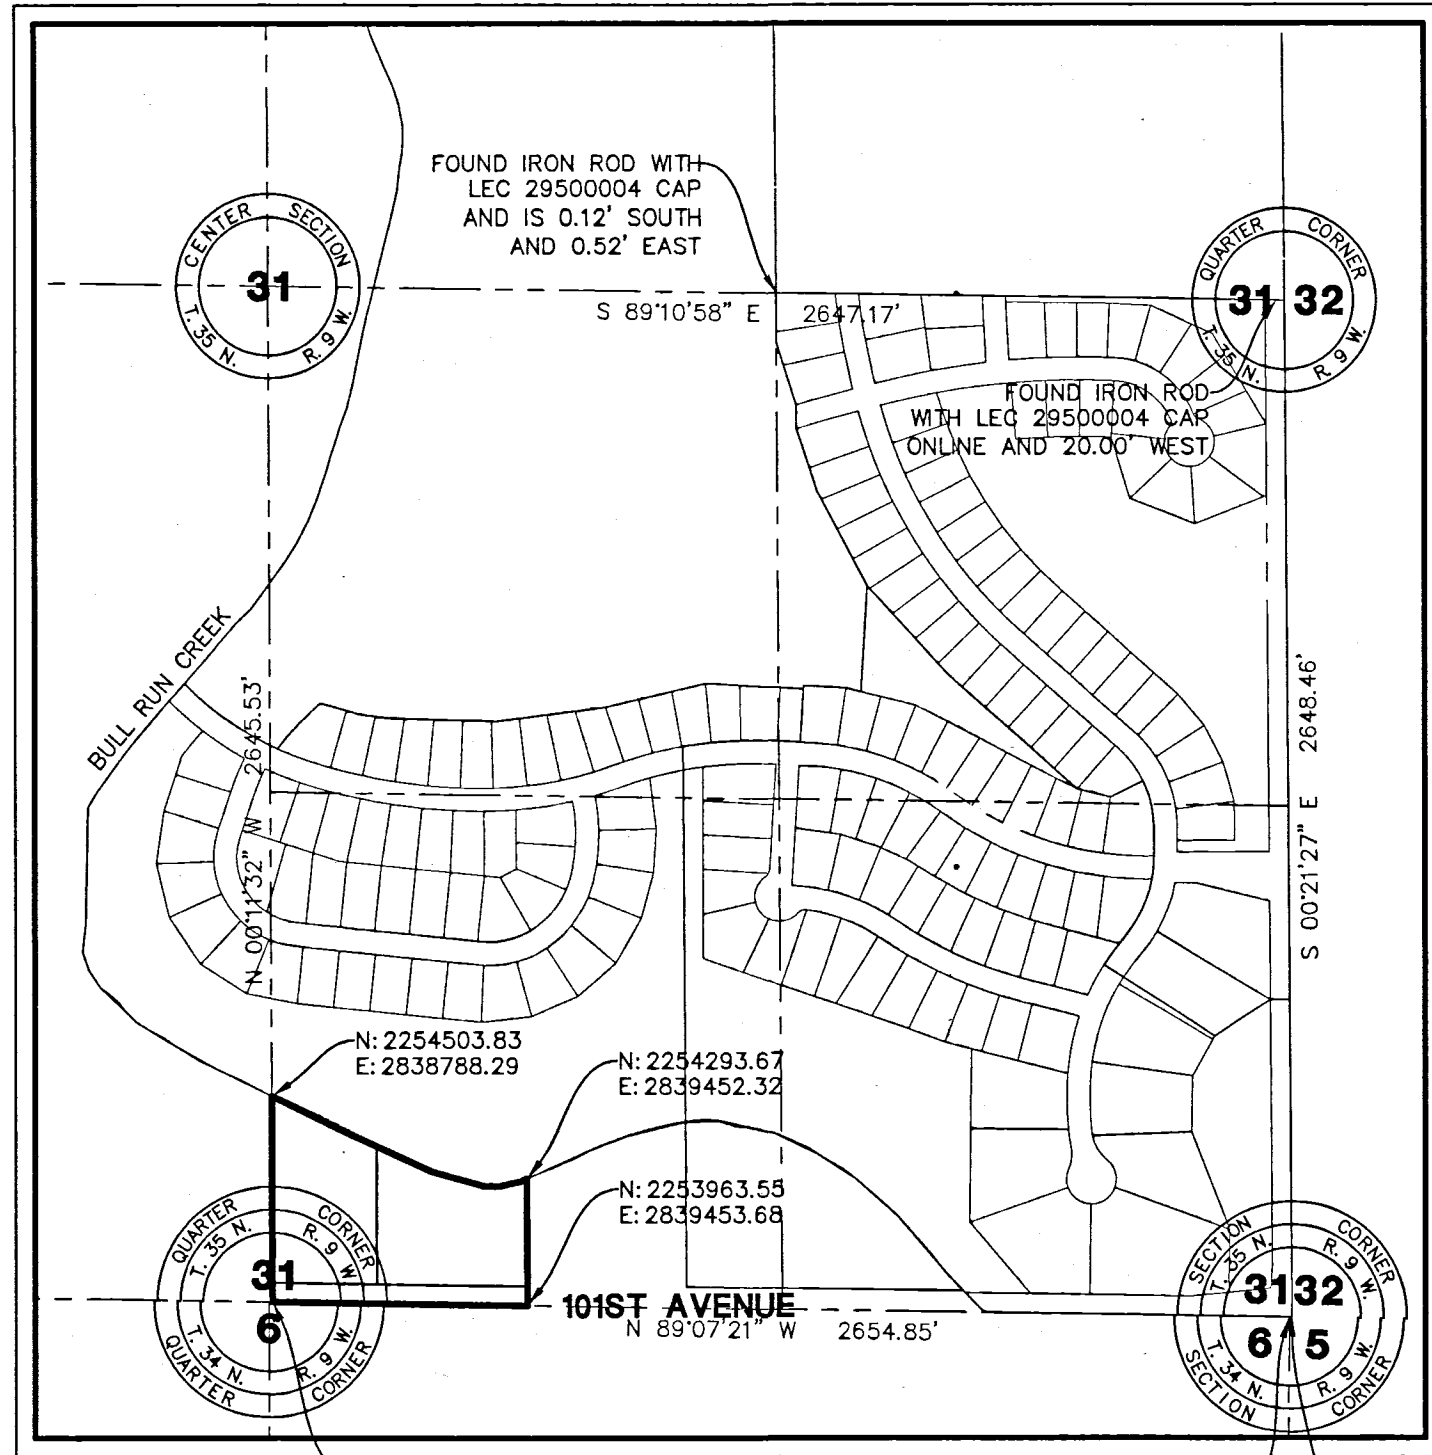 FOUND IRON ROD WITH
LEC 29500004 CAP
AND IS 0.12' SOUTH
AND 0.52' EAST
CENTER SECTION
31
T. 35 N. R. 9 W.
QUARTER CORNER
31 32
T. 35 N. R. 9 W.
S 89°10'58" E 2647.17'
FOUND IRON ROD
WITH LEC 29500004 CAP
ONLINE AND 20.00' WEST
BULL RUN CREEK
N 00°11'32" W 2645.53'
S 00°21'27" E 2648.46'
N: 2254503.83
E: 2838788.29
N: 2254293.67
E: 2839452.32
N: 2253963.55
E: 2839453.68
QUARTER CORNER
T. 35 N. R. 9 W.
31
6
T. 34 N. R. 9 W.
QUARTER CORNER
101ST AVENUE
N 89°07'21" W 2654.85'
SECTION CORNER
T. 35 N. R. 9 W.
31 32
6 5
T. 34 N. R. 9 W.
SECTION CORNER